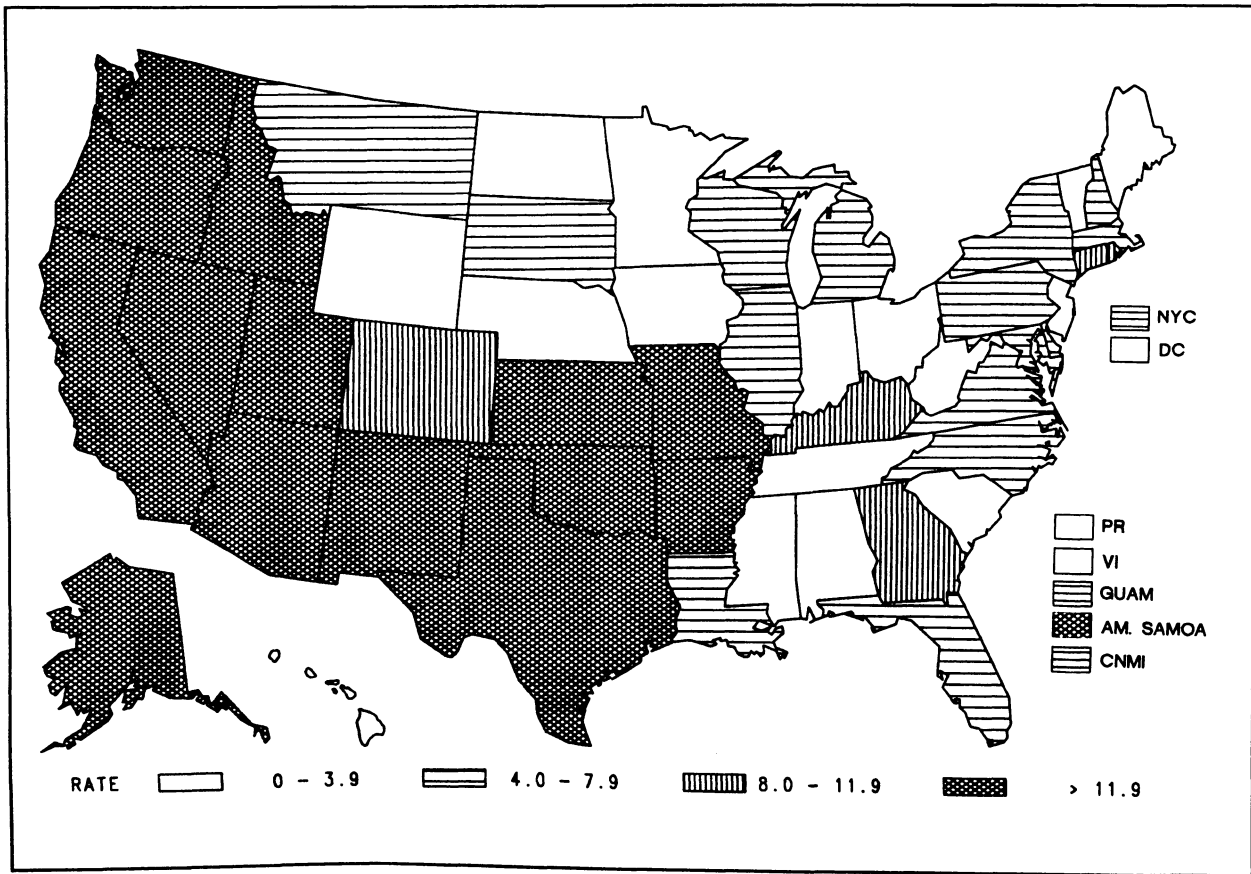 NYC
DC
PR
VI
GUAM
AM. SAMOA
CNMI
RATE 0 - 3.9 4.0 - 7.9 8.0 - 11.9 > 11.9